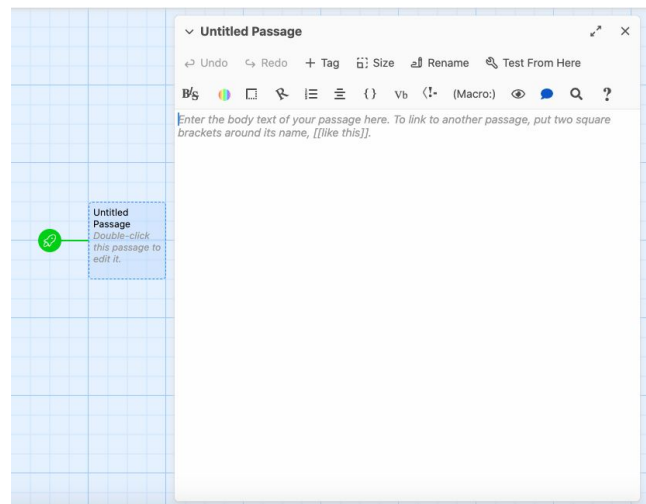 Untitled Passage
Undo Redo + Tag Size Rename Test From Here
B/S {} Vb <!- (Macro:) ?
Enter the body text of your passage here. To link to another passage, put two square
brackets around its name, [[like this]].
Untitled
Passage
Double-click
this passage to
edit it.